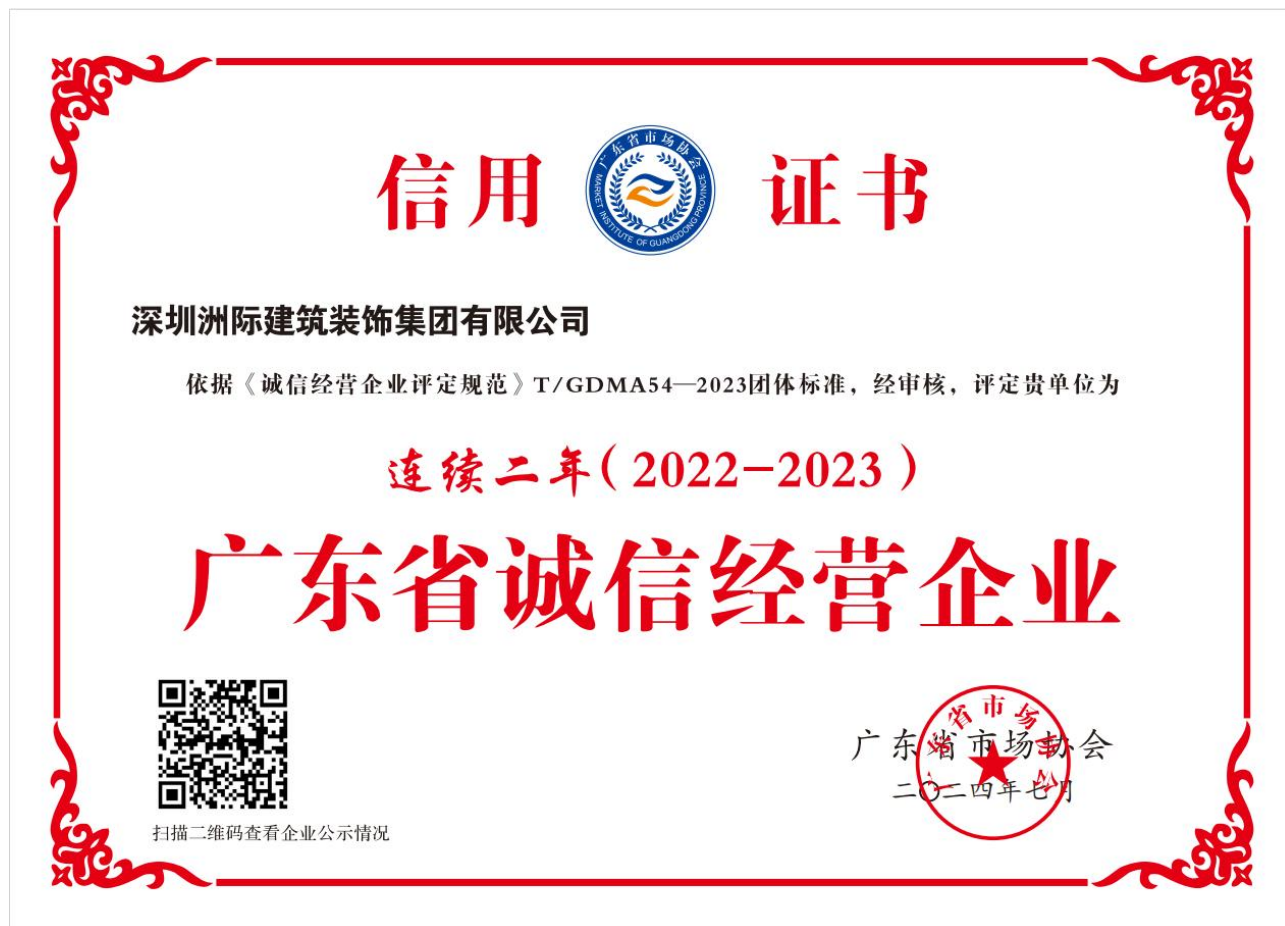 信用 证书
广东省市场协会
MARKET INSTITUTE OF GUANGDONG PROVINCE
深圳洲际建筑装饰集团有限公司
依据《诚信经营企业评定规范》T/GDMA54—2023团体标准，经审核，评定贵单位为
连续二年(2022-2023)
广东省诚信经营企业
广东省市场协会
二〇二四年七月
广东省市场协会
扫描二维码查看企业公示情况